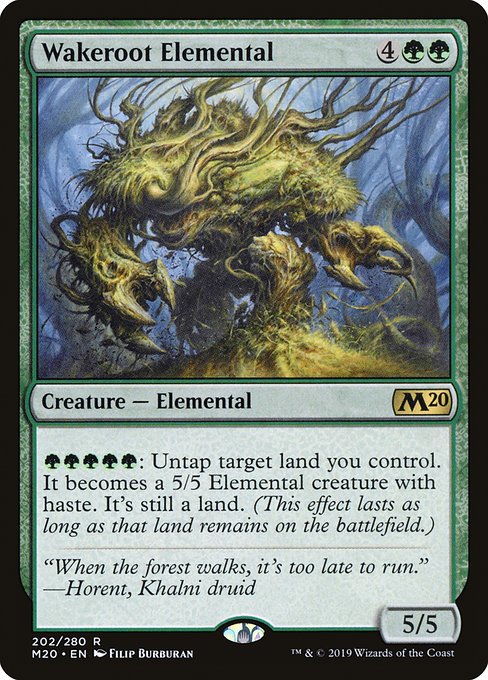 Wakeroot Elemental 4
Creature — Elemental M20
: Untap target land you control.
It becomes a 5/5 Elemental creature with
haste. It's still a land. (This effect lasts as
long as that land remains on the battlefield.)
“When the forest walks, it's too late to run.”
—Horent, Khalni druid
5/5
202/280 R
M20 • EN Filip Burburan ™ & © 2019 Wizards of the Coast